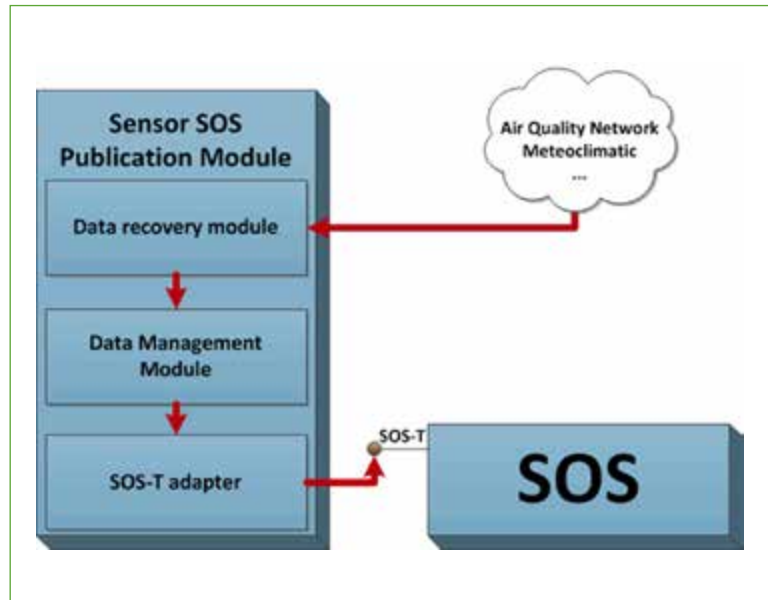 Sensor SOS
Publication Module
Data recovery module
Data Management
Module
SOS-T adapter
Air Quality Network
Meteoclimatic
...
SOS-T
SOS